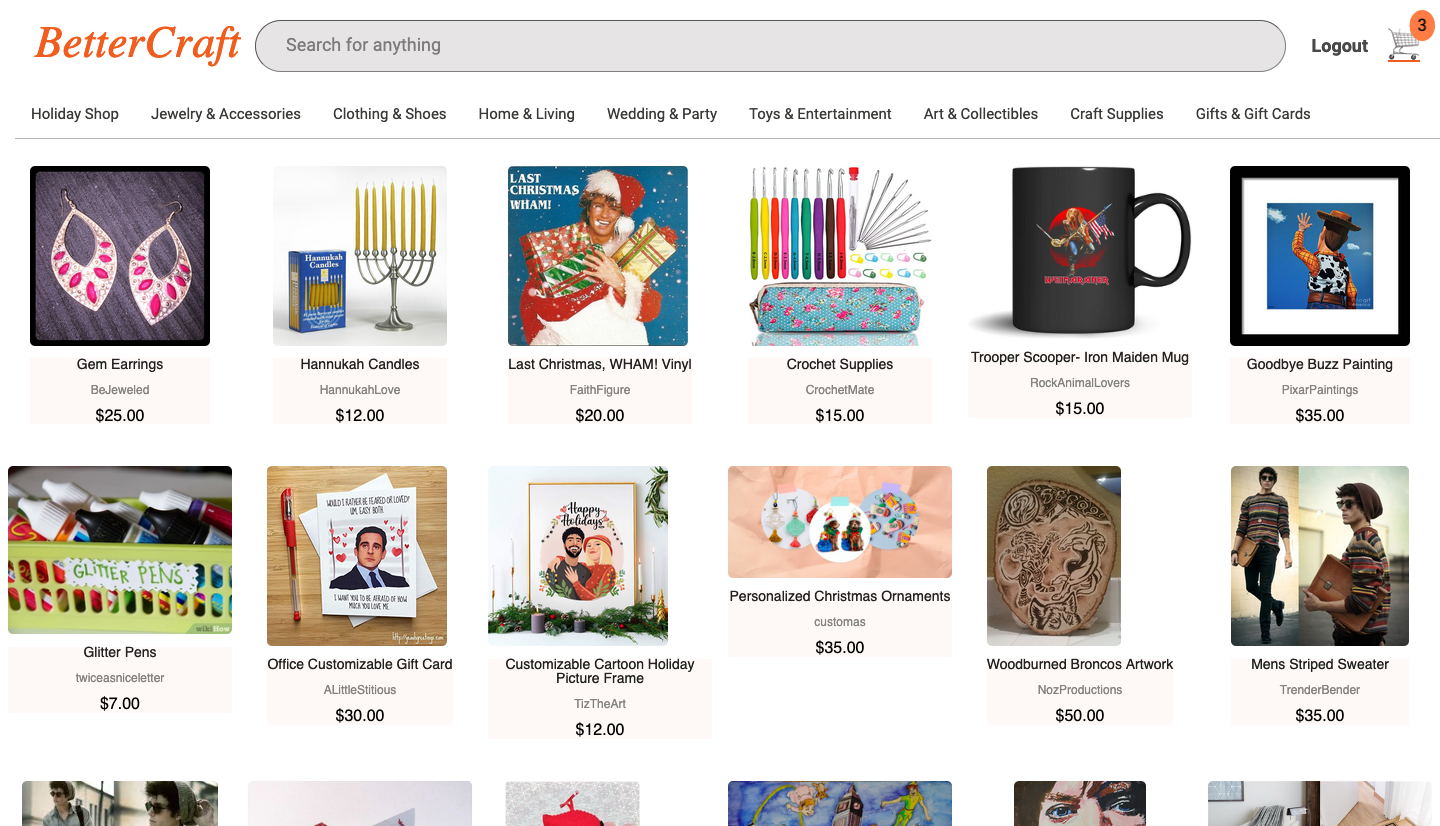 BetterCraft
Search for anything
Logout
3
Holiday Shop
Jewelry & Accessories
Clothing & Shoes
Home & Living
Wedding & Party
Toys & Entertainment
Art & Collectibles
Craft Supplies
Gifts & Gift Cards
Hannukah
Candles
LAST
CHRISTMAS
WHAM!
Gem Earrings
BeJeweled
$25.00
Hannukah Candles
HannukahLove
$12.00
Last Christmas, WHAM! Vinyl
FaithFigure
$20.00
Crochet Supplies
CrochetMate
$15.00
Trooper Scooper- Iron Maiden Mug
RockAnimalLovers
$15.00
Goodbye Buzz Painting
PixarPaintings
$35.00
GLITTER PENS
wikiHow
WOULD I RATHER BE FEARED OR LOVED?
UM, EASY. BOTH.
I WANT YOU TO BE AFRAID OF HOW
MUCH YOU LOVE ME.
Happy
Holidays
Glitter Pens
twiceasniceletter
$7.00
Office Customizable Gift Card
ALittleStitious
$30.00
Customizable Cartoon Holiday
Picture Frame
TizTheArt
$12.00
Personalized Christmas Ornaments
customas
$35.00
Woodburned Broncos Artwork
NozProductions
$50.00
Mens Striped Sweater
TrenderBender
$35.00